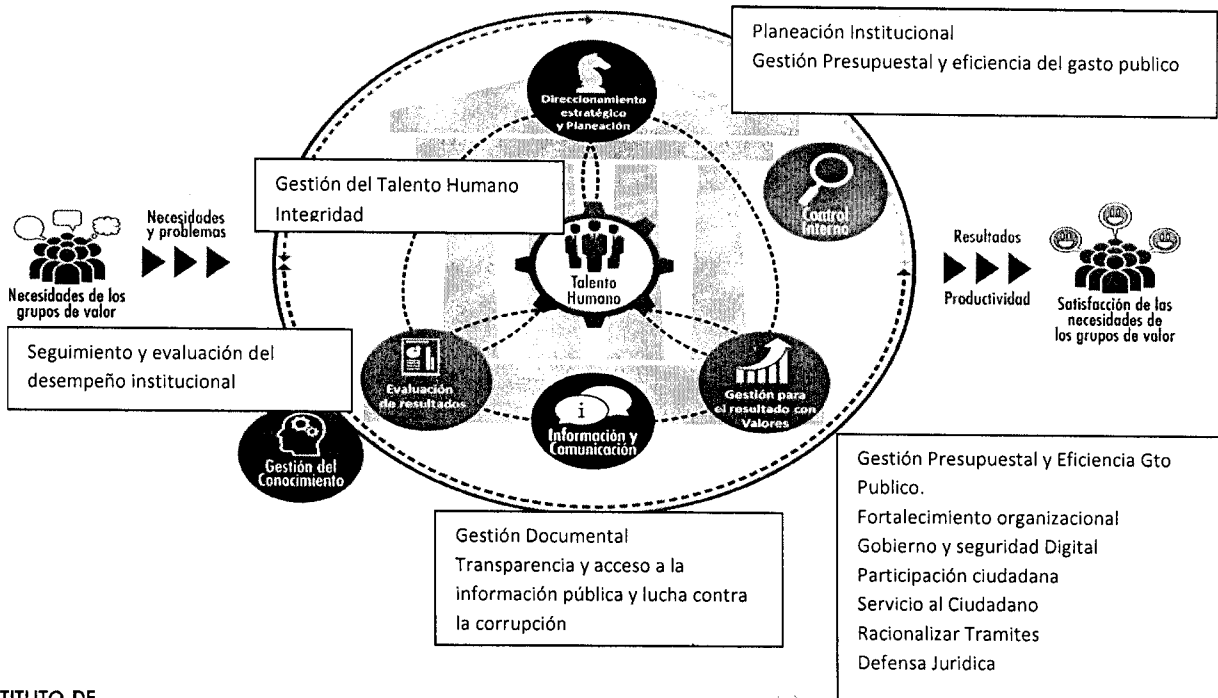 Planeación Institucional
Gestión Presupuestal y eficiencia del gasto publico
Direccionamiento
estratégico
y Planeación
Control
Interno
Gestión del Talento Humano
Integridad
Necesidades
y problemas
Necesidades de los
grupos de valor
Talento
Humano
Resultados
Productividad
Satisfacción de las
necesidades de
los grupos de valor
Seguimiento y evaluación del
desempeño institucional
Evaluación
de resultados
Gestión para
el resultado con
Valores
i
Información y
Comunicación
Gestión del
Conocimiento
Gestión Documental
Transparencia y acceso a la
información pública y lucha contra
la corrupción
Gestión Presupuestal y Eficiencia Gto
Publico.
Fortalecimiento organizacional
Gobierno y seguridad Digital
Participación ciudadana
Servicio al Ciudadano
Racionalizar Tramites
Defensa Juridica
TITUTO DE